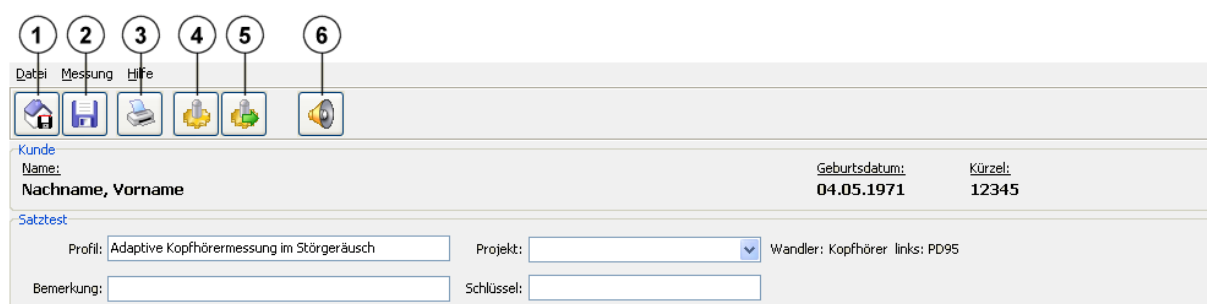 1 2 3 4 5 6
Datei Messung Hilfe
Kunde
Name: Geburtsdatum: Kürzel:
Nachname, Vorname 04.05.1971 12345
Satztest
Profil: Adaptive Kopfhörermessung im Störgeräusch Projekt: Wandler: Kopfhörer links: PD95
Bemerkung: Schlüssel: